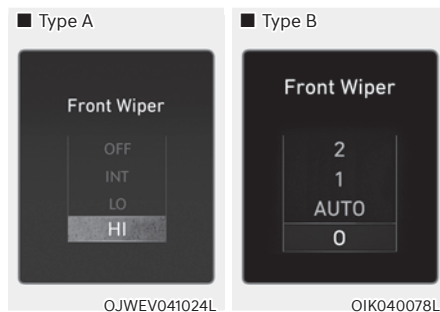 ■ Type A
Front Wiper
OFF
INT
LO
HI
OJWEV041024L
■ Type B
Front Wiper
2
1
AUTO
0
OIK040078L